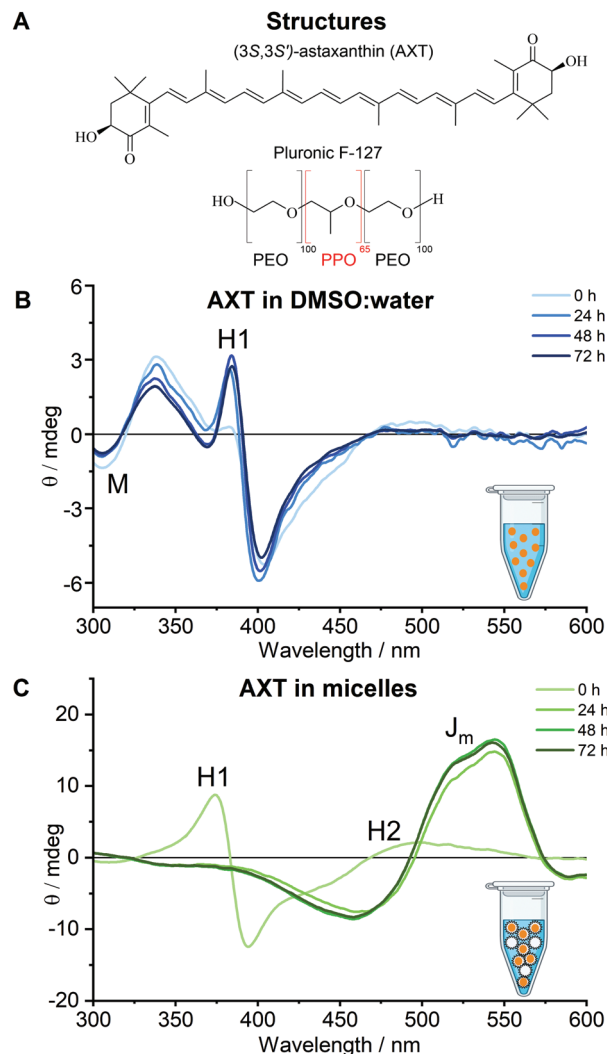 A
Structures
(3S,3S')-astaxanthin (AXT)
O
OH
HO
O
Pluronic F-127
HO
O
O
O
H
100
65
100
PEO
PPO
PEO
B
AXT in DMSO:water
6
3
0
-3
-6
θ / mdeg
H1
M
0 h
24 h
48 h
72 h
300
350
400
450
500
550
600
Wavelength / nm
C
AXT in micelles
20
10
0
-10
-20
θ / mdeg
H1
H2
Jm
0 h
24 h
48 h
72 h
300
350
400
450
500
550
600
Wavelength / nm